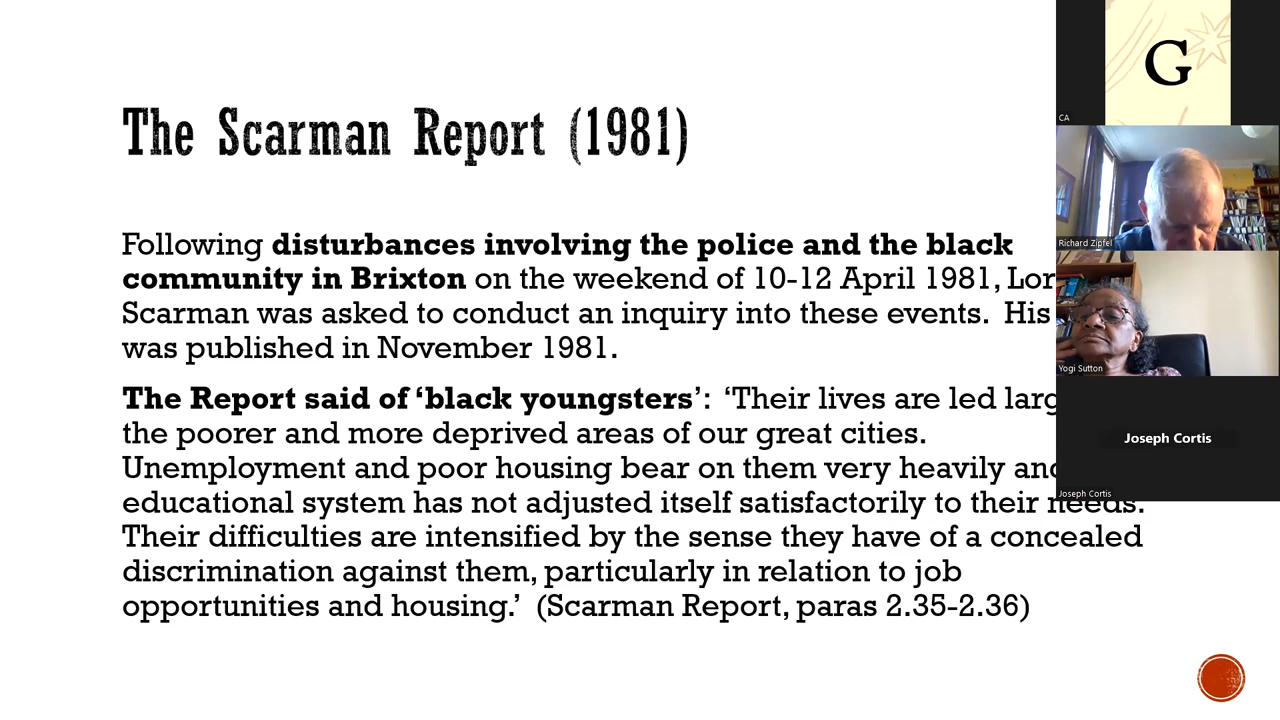 The Scarman Report (1981)
Following disturbances involving the police and the black
community in Brixton on the weekend of 10-12 April 1981, Lor
Scarman was asked to conduct an inquiry into these events. His
was published in November 1981.
The Report said of ‘black youngsters’: ‘Their lives are led larg
the poorer and more deprived areas of our great cities.
Unemployment and poor housing bear on them very heavily and
educational system has not adjusted itself satisfactorily to their needs.
Their difficulties are intensified by the sense they have of a concealed
discrimination against them, particularly in relation to job
opportunities and housing.’ (Scarman Report, paras 2.35-2.36)
G
CA
Richard Zipfel
Yogi Sutton
Joseph Cortis
Joseph Cortis